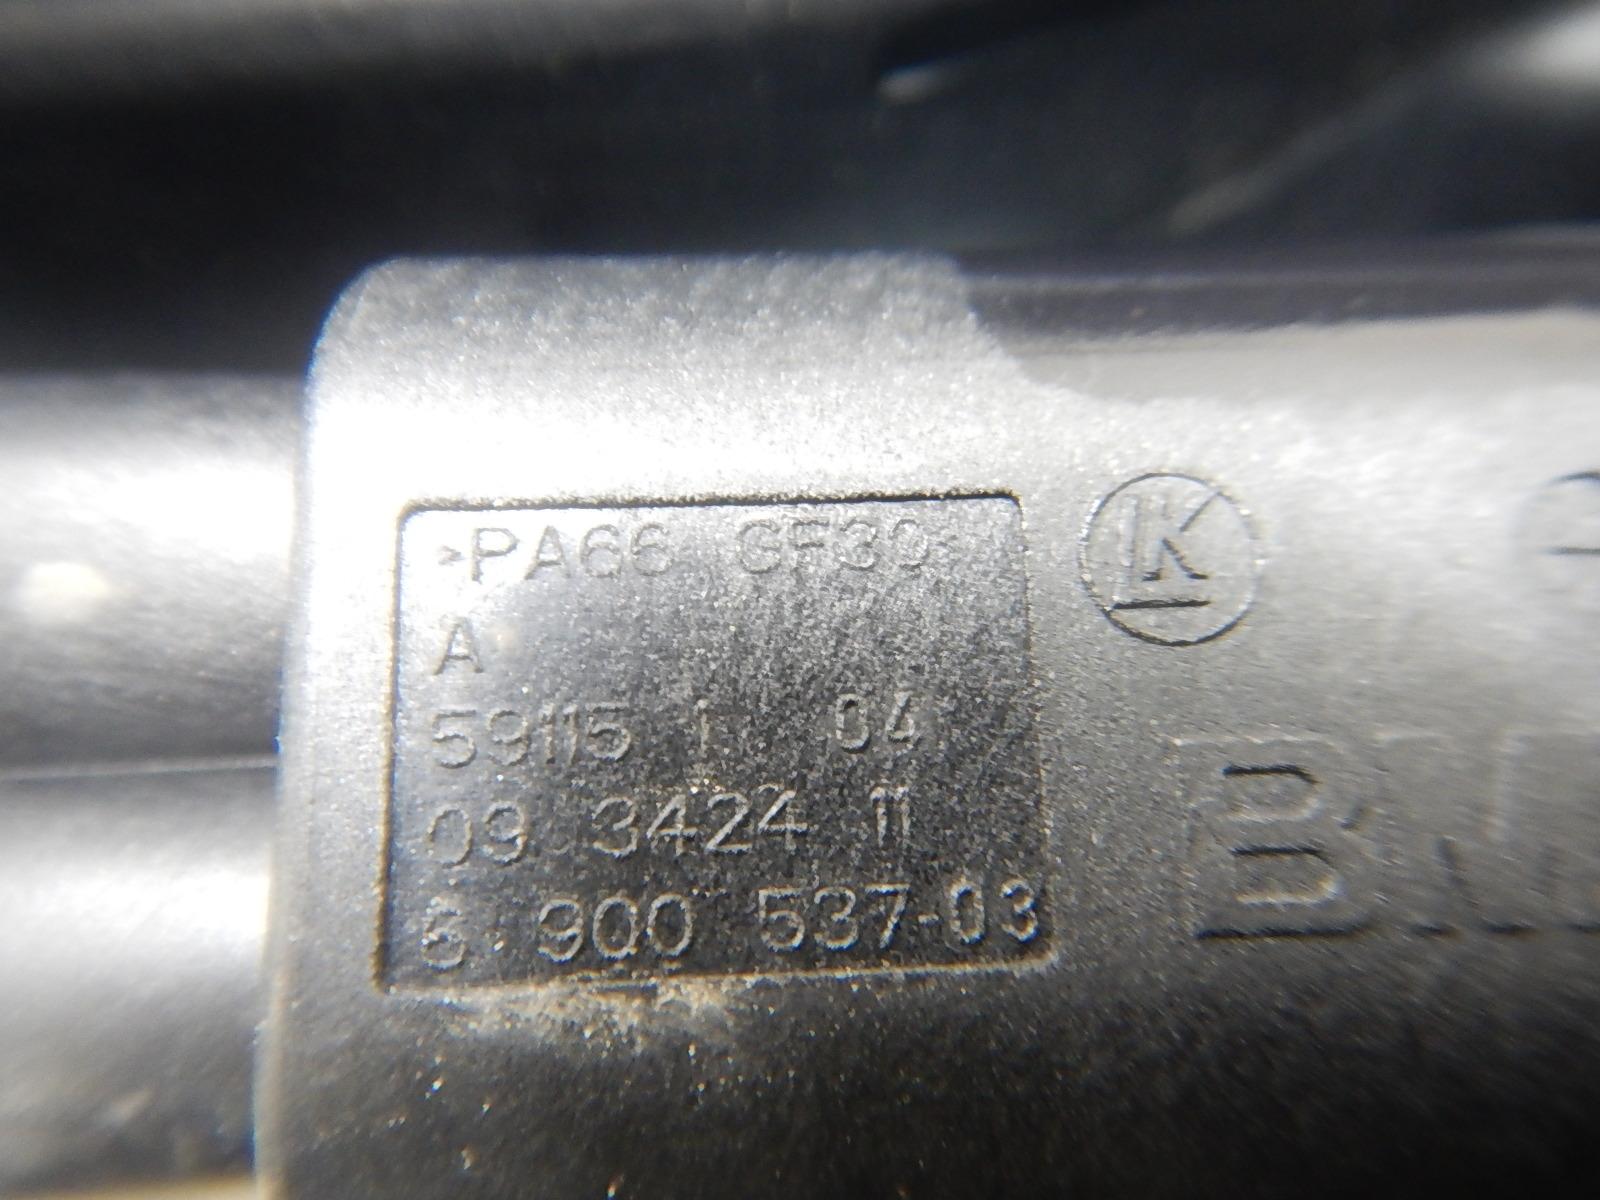 >PA66 GF30<
LK
A
59115 1 04
09 3424 11
6 900 537-03